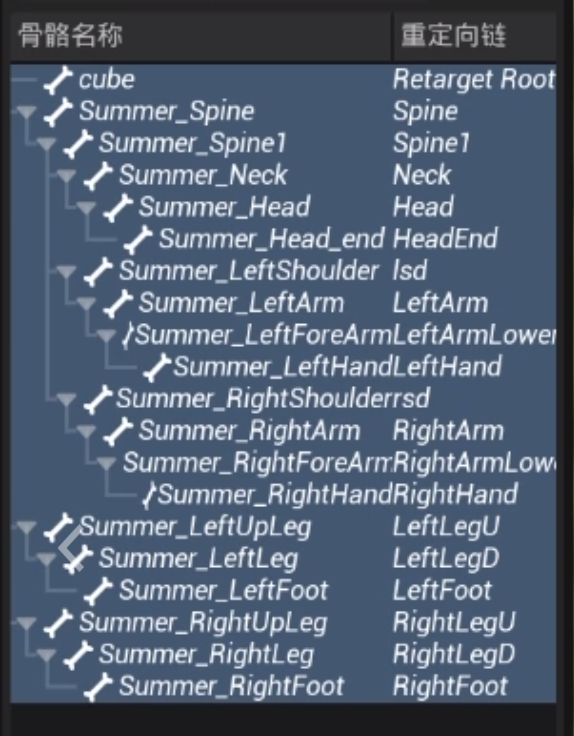 骨骼名称 重定向链
cube Retarget Root
Summer_Spine Spine
Summer_Spine1 Spine1
Summer_Neck Neck
Summer_Head Head
Summer_Head_end HeadEnd
Summer_LeftShoulder lsd
Summer_LeftArm LeftArm
Summer_LeftForeArm LeftArmLower
Summer_LeftHand LeftHand
Summer_RightShoulder rsd
Summer_RightArm RightArm
Summer_RightForeArm RightArmLow
Summer_RightHand RightHand
Summer_LeftUpLeg LeftLegU
Summer_LeftLeg LeftLegD
Summer_LeftFoot LeftFoot
Summer_RightUpLeg RightLegU
Summer_RightLeg RightLegD
Summer_RightFoot RightFoot